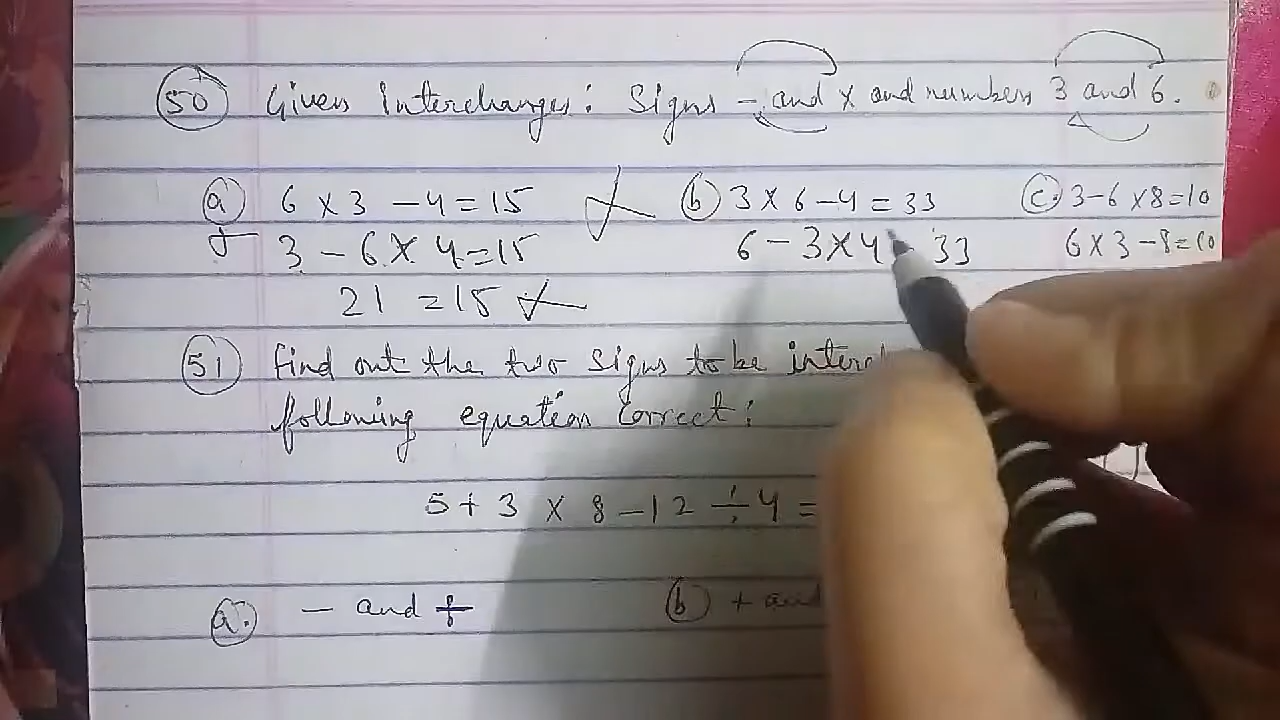 50 Given interchanges: Signs - and x and numbers 3 and 6.
a 6 x 3 - 4 = 15 b 3 x 6 - 4 = 33 c. 3 - 6 x 8 = 10
3 - 6 x 4 = 15 6 - 3 x 4 33 6 x 3 - 8 = 10
21 = 15
51 Find out the two signs to be
following equation correct:
5 + 3 x 8 - 12 ÷ 4 =
a. - and ÷ b +